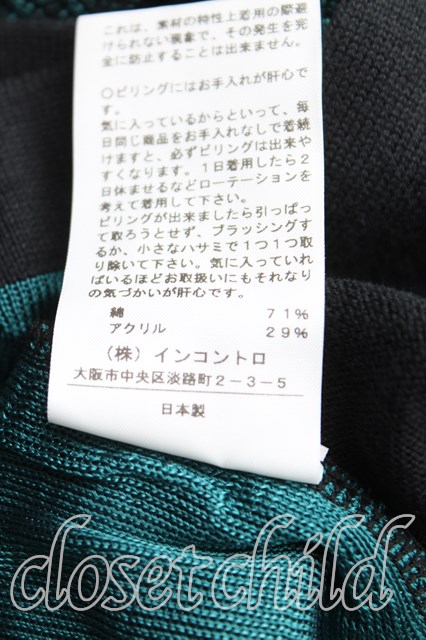 これは、素材の特性上着用の際避
けられない現象で、その発生を完
全に防止することは出来ません。
○ピリングにはお手入れが肝心で
す。
気に入っているからといって、毎
日同じ商品をお手入れなしで着続
けますと、必ずピリングは出来や
すくなります。1日着用したら2
日休ませるなどローテーションを
考えて着用して下さい。
ピリングが出来ましたら引っぱっ
て取ろうとせず、ブラッシングす
るか、小さなハサミで1つ1つ取
り除いて下さい。気に入っていれ
ばいるほどお取扱いにもそれなり
の気づかいが肝心です。
綿 71%
アクリル 29%
(株)インコントロ
大阪市中央区淡路町2-3-5
日本製
closet child